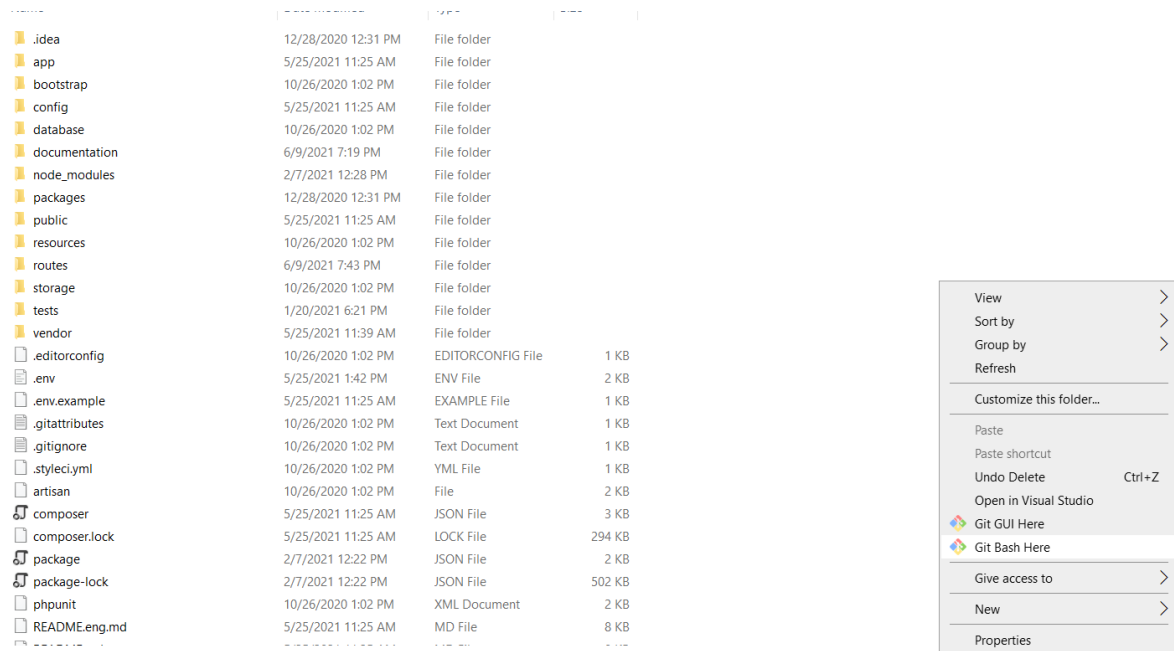 .idea 12/28/2020 12:31 PM File folder
app 5/25/2021 11:25 AM File folder
bootstrap 10/26/2020 1:02 PM File folder
config 5/25/2021 11:25 AM File folder
database 10/26/2020 1:02 PM File folder
documentation 6/9/2021 7:19 PM File folder
node_modules 2/7/2021 12:28 PM File folder
packages 12/28/2020 12:31 PM File folder
public 5/25/2021 11:25 AM File folder
resources 10/26/2020 1:02 PM File folder
routes 6/9/2021 7:43 PM File folder
storage 10/26/2020 1:02 PM File folder
tests 1/20/2021 6:21 PM File folder
vendor 5/25/2021 11:39 AM File folder
.editorconfig 10/26/2020 1:02 PM EDITORCONFIG File 1 KB
.env 5/25/2021 1:42 PM ENV File 2 KB
.env.example 5/25/2021 11:25 AM EXAMPLE File 1 KB
.gitattributes 10/26/2020 1:02 PM Text Document 1 KB
.gitignore 10/26/2020 1:02 PM Text Document 1 KB
.styleci.yml 10/26/2020 1:02 PM YML File 1 KB
artisan 10/26/2020 1:02 PM File 2 KB
composer 5/25/2021 11:25 AM JSON File 3 KB
composer.lock 5/25/2021 11:25 AM LOCK File 294 KB
package 2/7/2021 12:22 PM JSON File 2 KB
package-lock 2/7/2021 12:22 PM JSON File 502 KB
phpunit 10/26/2020 1:02 PM XML Document 2 KB
README.eng.md 5/25/2021 11:25 AM MD File 8 KB
View
Sort by
Group by
Refresh
Customize this folder...
Paste
Paste shortcut
Undo Delete Ctrl+Z
Open in Visual Studio
Git GUI Here
Git Bash Here
Give access to
New
Properties